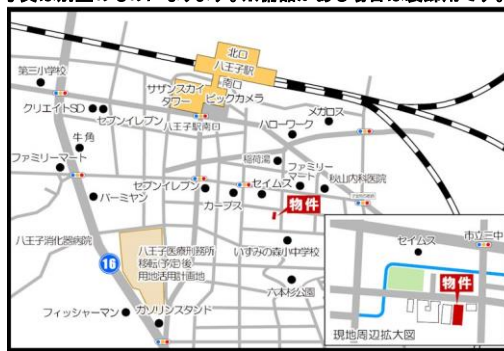 北口
八王子駅
南口
第三小学校
サザンスカイ
タワー
ビックカメラ
クリエイトSD
セブンイレブン
八王子駅南口
メガロス
ハローワーク
牛角
稲荷湯
ファミリーマート
ファミリー
マート
秋山内科医院
セブンイレブン
セイムス
バーミヤン
カーブス
物件
八王子消化器病院
八王子医療刑務所
移転(予定)後
用地活用計画地
いずみの森小中学校
16
六本杉公園
フィッシャーマン
ガソリンスタンド
セイムス
市立三中
物件
現地周辺拡大図